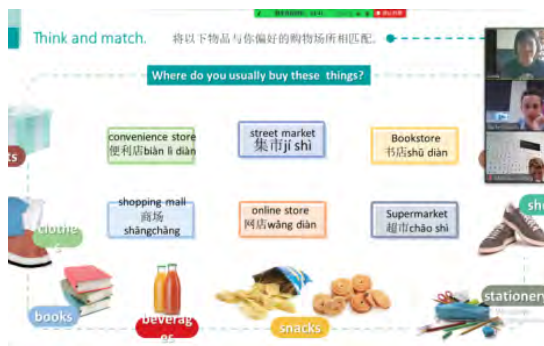 Think and match.
将以下物品与你偏好的购物场所相匹配。
Where do you usually buy these things?
convenience store
便利店biàn lì diàn
street market
集市jí shì
Bookstore
书店shū diàn
ts
shopping mall
商场
shāngchǎng
online store
网店wǎng diàn
Supermarket
超市chāo shì
clothe
sho
books
beverag
es
snacks
stationery